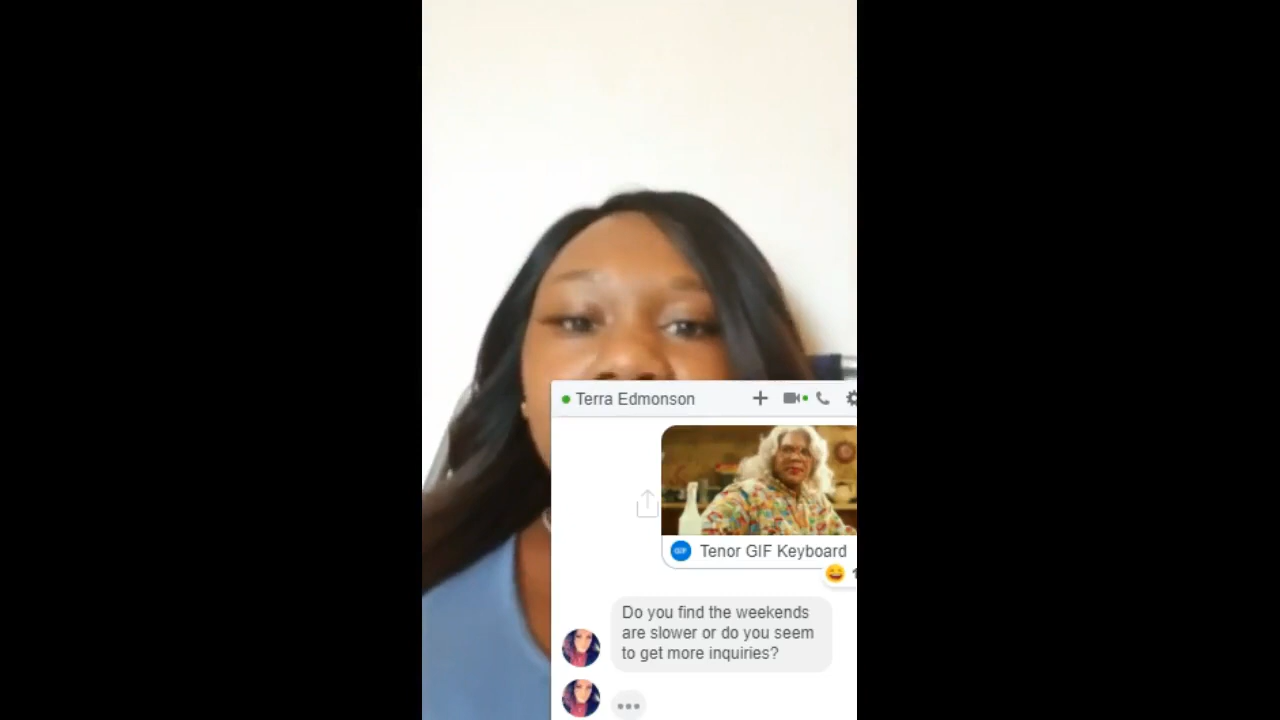 Terra Edmonson
GIF
Tenor GIF Keyboard
Do you find the weekends
are slower or do you seem
to get more inquiries?